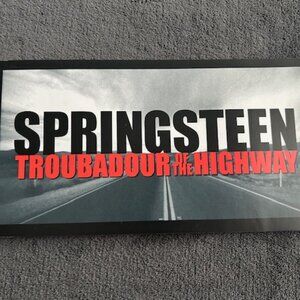 SPRINGSTEEN
TROUBADOUR OF THE HIGHWAY